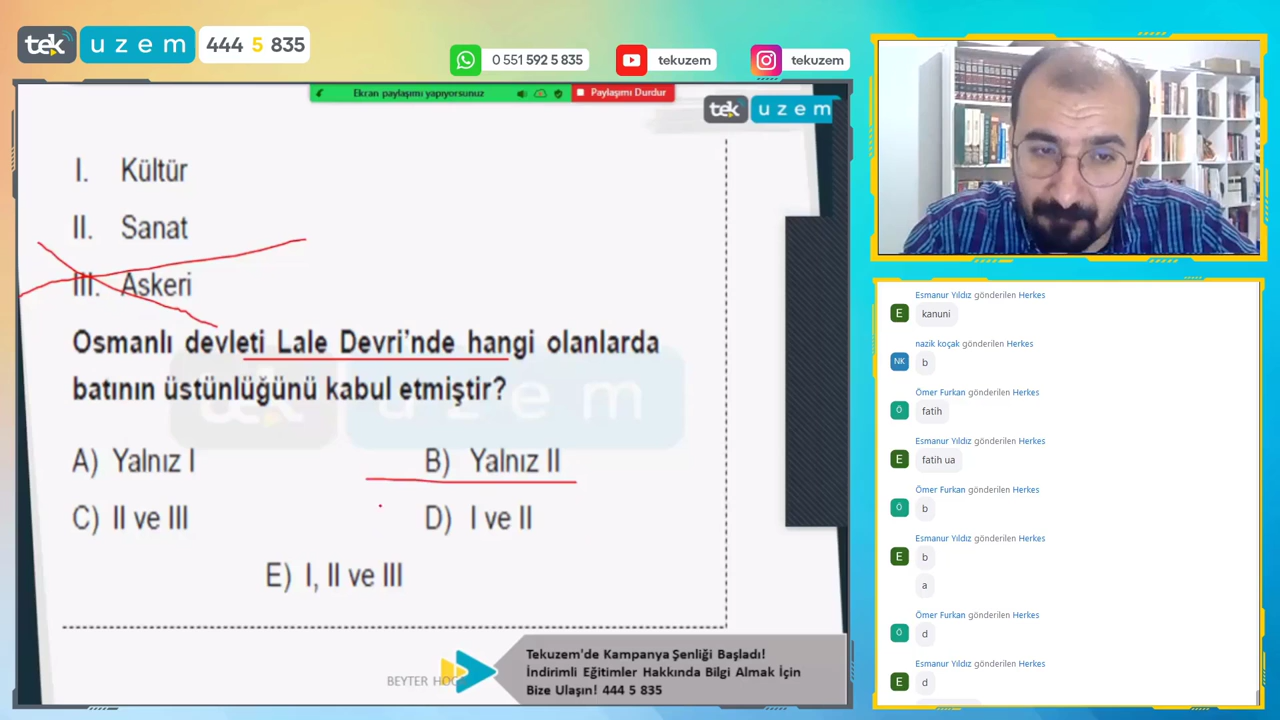 tek uzem 444 5 835
0 551 592 5 835
tekuzem
tekuzem
Ekran paylaşımı yapıyorsunuz
Paylaşımı Durdur
tek uzem
I. Kültür
II. Sanat
III. Askeri
Osmanlı devleti Lale Devri'nde hangi olanlarda
batının üstünlüğünü kabul etmiştir?
tek uzem
A) Yalnız I
B) Yalnız II
C) II ve III
D) I ve II
E) I, II ve III
BEYTER HOC
Tekuzem'de Kampanya Şenliği Başladı!
İndirimli Eğitimler Hakkında Bilgi Almak İçin
Bize Ulaşın! 444 5 835
Esmanur Yıldız gönderilen Herkes
E
kanuni
nazik koçak gönderilen Herkes
NK
b
Ömer Furkan gönderilen Herkes
Ö
fatih
Esmanur Yıldız gönderilen Herkes
E
fatih ua
Ömer Furkan gönderilen Herkes
Ö
b
Esmanur Yıldız gönderilen Herkes
E
b
a
Ömer Furkan gönderilen Herkes
Ö
d
Esmanur Yıldız gönderilen Herkes
E
d